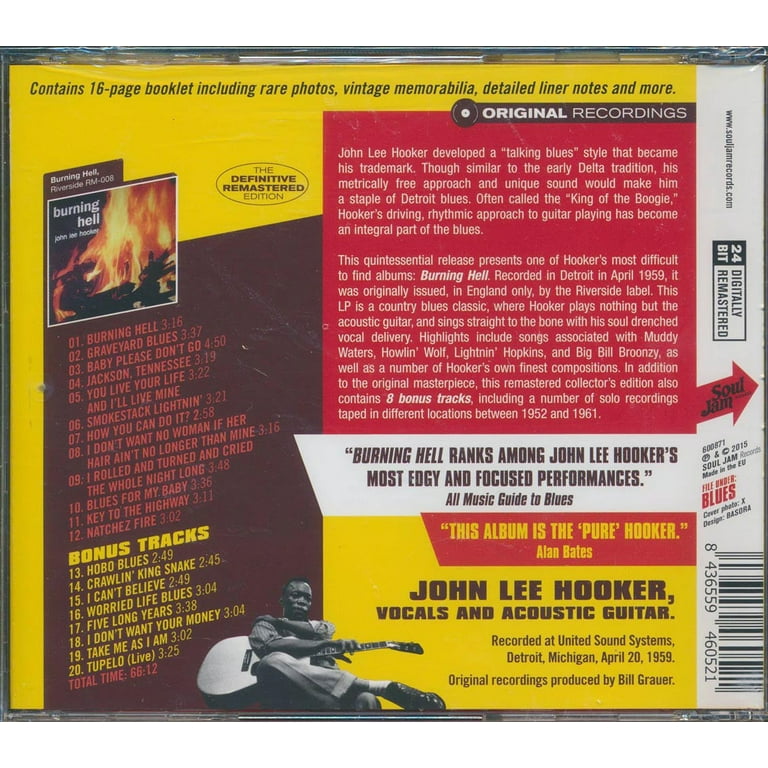 Contains 16-page booklet including rare photos, vintage memorabilia, detailed liner notes and more.
ORIGINAL RECORDINGS
Burning Hell,
Riverside RM-008
burning
hell
john lee hooker
THE
DEFINITIVE
REMASTERED
EDITION
01. BURNING HELL 3:16
02. GRAVEYARD BLUES 3:37
03. BABY PLEASE DON'T GO 4:50
04. JACKSON, TENNESSEE 3:19
05. YOU LIVE YOUR LIFE 3:22
AND I'LL LIVE MINE
06. SMOKESTACK LIGHTNIN' 3:21
07. HOW YOU CAN DO IT? 2:58
08. I DON'T WANT NO WOMAN IF HER
HAIR AIN'T NO LONGER THAN MINE 3:16
09: I ROLLED AND TURNED AND CRIED
THE WHOLE NIGHT LONG 3:48
10. BLUES FOR MY BABY 3:36
11. KEY TO THE HIGHWAY 3:11
12. NATCHEZ FIRE 3:02
BONUS TRACKS
13. HOBO BLUES 2:49
14. CRAWLIN' KING SNAKE 2:45
15. I CAN'T BELIEVE 2:49
16. WORRIED LIFE BLUES 3:04
17. FIVE LONG YEARS 3:38
18. I DON'T WANT YOUR MONEY 3:04
19. TAKE ME AS I AM 3:02
20. TUPELO (Live) 3:25
TOTAL TIME: 66:12
John Lee Hooker developed a "talking blues" style that became
his trademark. Though similar to the early Delta tradition, his
metrically free approach and unique sound would make him
a staple of Detroit blues. Often called the "King of the Boogie,"
Hooker's driving, rhythmic approach to guitar playing has become
an integral part of the blues.
This quintessential release presents one of Hooker's most difficult
to find albums: Burning Hell. Recorded in Detroit in April 1959, it
was originally issued, in England only, by the Riverside label. This
LP is a country blues classic, where Hooker plays nothing but the
acoustic guitar, and sings straight to the bone with his soul drenched
vocal delivery. Highlights include songs associated with Muddy
Waters, Howlin' Wolf, Lightnin' Hopkins, and Big Bill Broonzy, as
well as a number of Hooker's own finest compositions. In addition
to the original masterpiece, this remastered collector's edition also
contains 8 bonus tracks, including a number of solo recordings
taped in different locations between 1952 and 1961.
"BURNING HELL RANKS AMONG JOHN LEE HOOKER'S
MOST EDGY AND FOCUSED PERFORMANCES."
All Music Guide to Blues
"THIS ALBUM IS THE 'PURE' HOOKER."
Alan Bates
JOHN LEE HOOKER,
VOCALS AND ACOUSTIC GUITAR.
Recorded at United Sound Systems,
Detroit, Michigan, April 20, 1959.
Original recordings produced by Bill Grauer.
www.souljamrecords.com
24
BIT
DIGITALLY
REMASTERED
Soul
Jam
600871
℗ & © 2015
SOUL JAM Records
Made in the EU
FILE UNDER:
BLUES
Cover photo: X
Design: BASORA
8 436559 460521